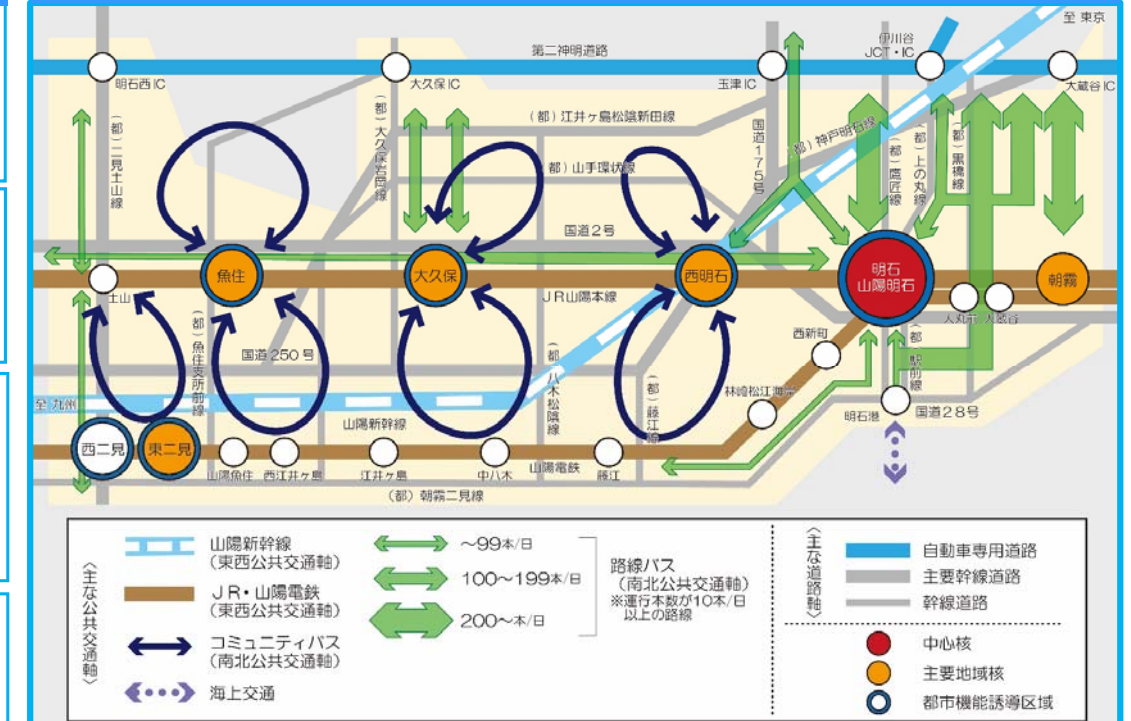 至 東京
伊川谷
JCT・IC
第二神明道路
明石西IC
大久保IC
玉津IC
大蔵谷IC
(都)二見土山線
(都)大久保岩岡線
(都)江井ヶ島松陰新田線
国道175号
(都)神戸明石線
(都)鷹匠線
(都)上の丸線
(都)黒橋線
(都)山手環状線
国道2号
魚住
大久保
西明石
明石
山陽明石
朝霧
土山
JR山陽本線
人丸前
大蔵谷
(都)魚住支所前線
国道250号
(都)八木松陰線
(都)藤江線
西新町
(都)駅前線
林崎松江海岸
至 九州
山陽新幹線
明石港
国道28号
西二見
東二見
山陽魚住
西江井ヶ島
江井ヶ島
中八木
山陽電鉄
藤江
(都)朝霧二見線
〈主な公共交通軸〉
山陽新幹線
(東西公共交通軸)
JR・山陽電鉄
(東西公共交通軸)
コミュニティバス
(南北公共交通軸)
海上交通
～99本/日
100～199本/日
200～本/日
路線バス
(南北公共交通軸)
※運行本数が10本/日
以上の路線
〈主な道路軸〉
自動車専用道路
主要幹線道路
幹線道路
中心核
主要地域核
都市機能誘導区域